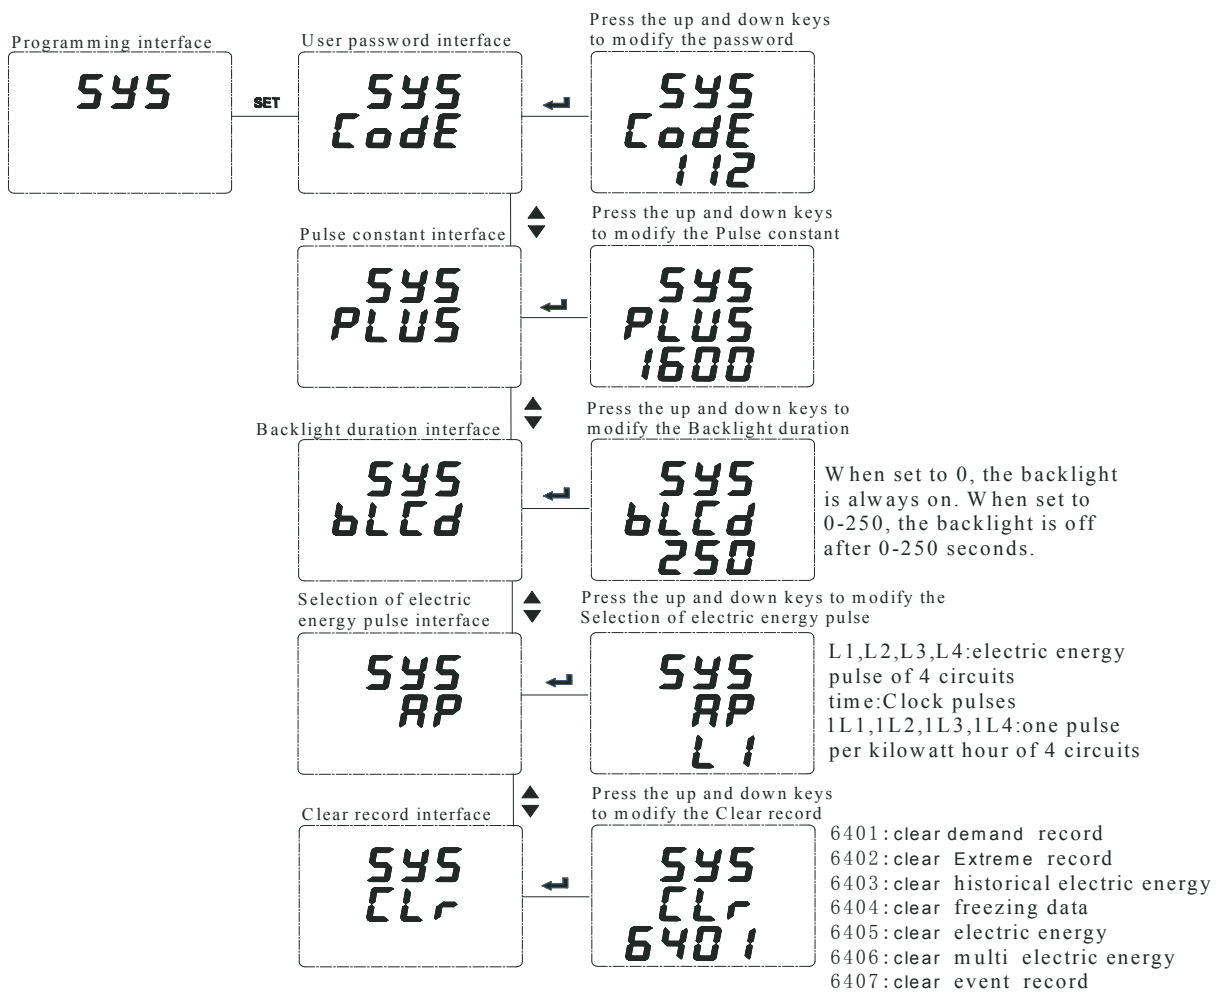 Programming interface
SYS
SET
User password interface
SYS
CodE
Press the up and down keys
to modify the password
SYS
CodE
112
Pulse constant interface
SYS
PLUS
Press the up and down keys
to modify the Pulse constant
SYS
PLUS
1600
Backlight duration interface
SYS
bLCd
Press the up and down keys to
modify the Backlight duration
SYS
bLCd
250
When set to 0, the backlight
is always on. When set to
0-250, the backlight is off
after 0-250 seconds.
Selection of electric
energy pulse interface
SYS
AP
Press the up and down keys to modify the
Selection of electric energy pulse
SYS
AP
L1
L1,L2,L3,L4:electric energy
pulse of 4 circuits
time:Clock pulses
1L1,1L2,1L3,1L4:one pulse
per kilowatt hour of 4 circuits
Clear record interface
SYS
CLr
Press the up and down keys
to modify the Clear record
SYS
CLr
6401
6401:clear demand record
6402:clear Extreme record
6403:clear historical electric energy
6404:clear freezing data
6405:clear electric energy
6406:clear multi electric energy
6407:clear event record